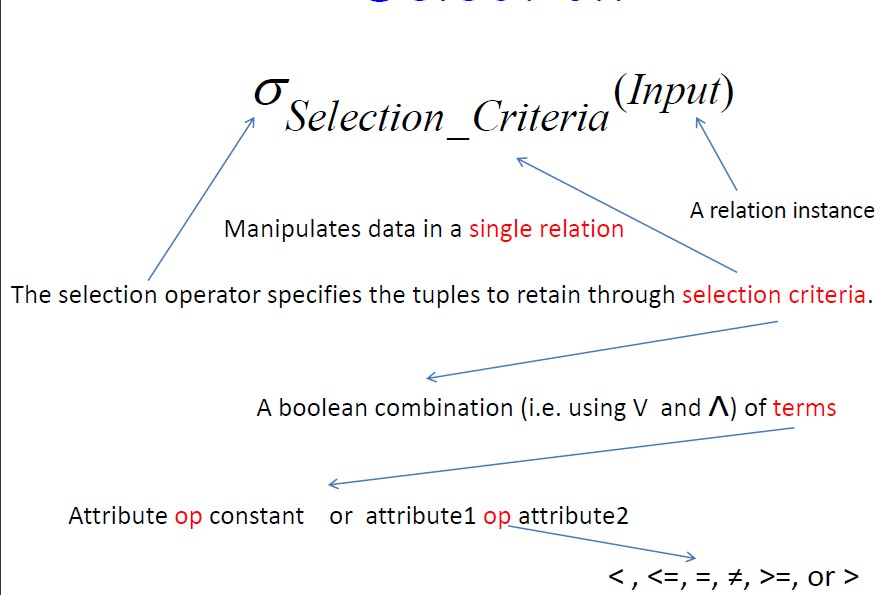 σ Selection_Criteria (Input)
A relation instance
Manipulates data in a single relation
The selection operator specifies the tuples to retain through selection criteria.
A boolean combination (i.e. using V and Λ) of terms
Attribute op constant or attribute1 op attribute2
< , <=, =, ≠, >=, or >